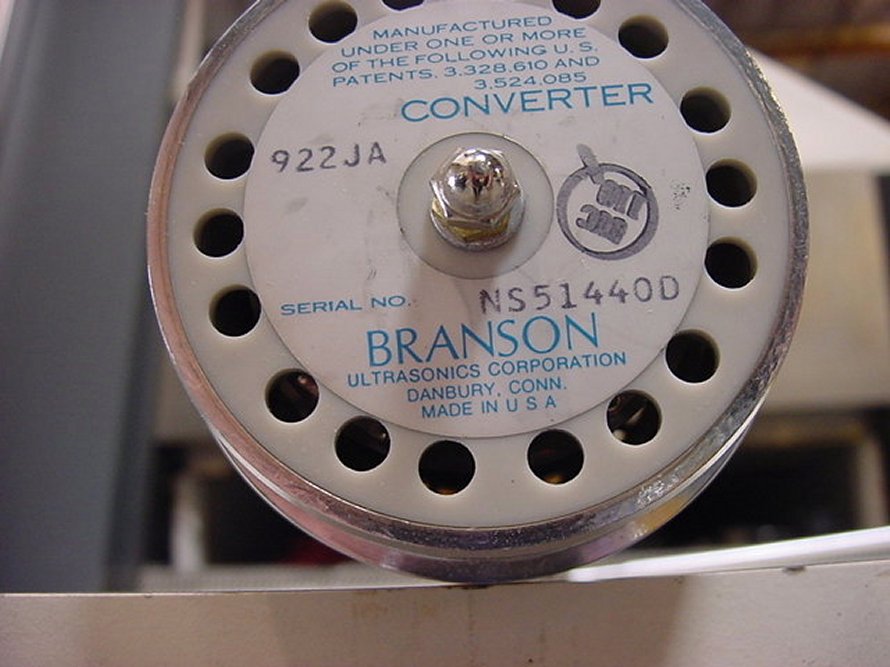 MANUFACTURED
UNDER ONE OR MORE
OF THE FOLLOWING U.S.
PATENTS. 3.328,610 AND
3,524,085
CONVERTER
922JA
SERIAL NO. NS51440D
BRANSON
ULTRASONICS CORPORATION
DANBURY, CONN.
MADE IN U S A